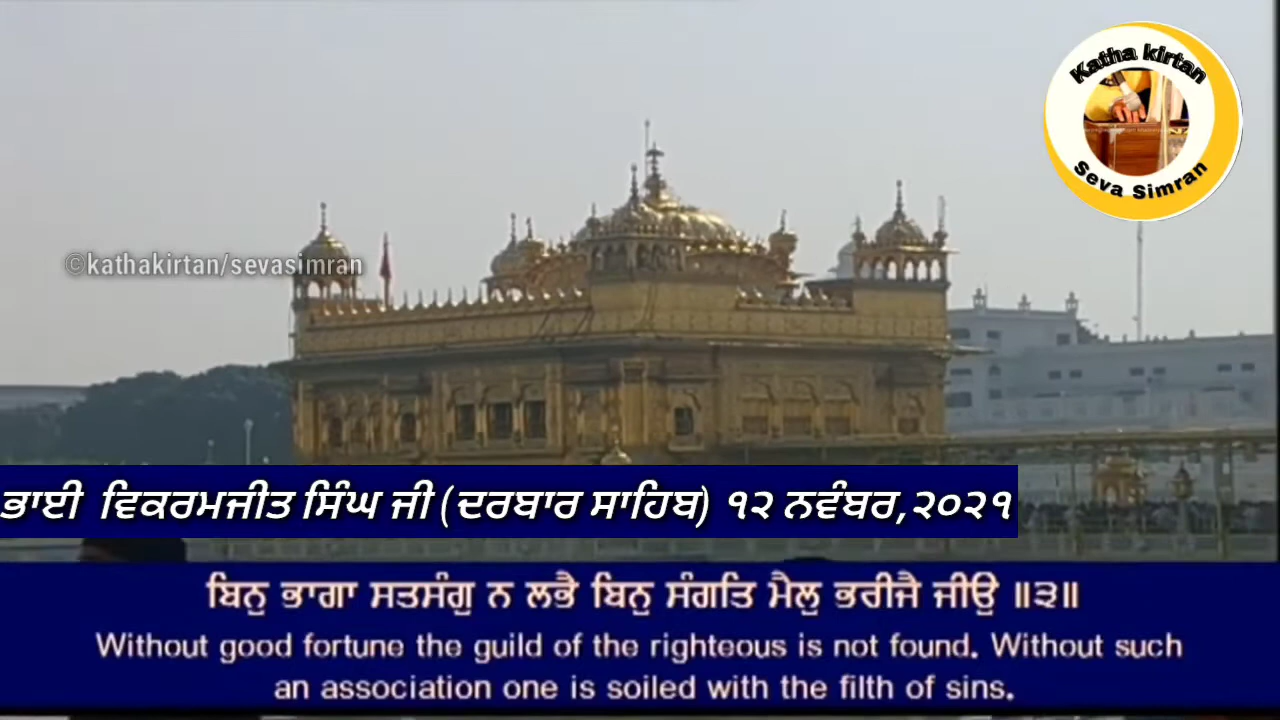 Katha kirtan
Seva Simran
©kathakirtan/sevasimran
ਭਾਈ ਵਿਕਰਮਜੀਤ ਸਿੰਘ ਜੀ (ਦਰਬਾਰ ਸਾਹਿਬ) ੧੨ ਨਵੰਬਰ,੨੦੨੧
ਬਿਨੁ ਭਾਗਾ ਸਤਸੰਗੁ ਨ ਲਭੈ ਬਿਨੁ ਸੰਗਤਿ ਮੈਲੁ ਭਰੀਜੈ ਜੀਉ ॥੩॥
Without good fortune the guild of the righteous is not found. Without such
an association one is soiled with the filth of sins.